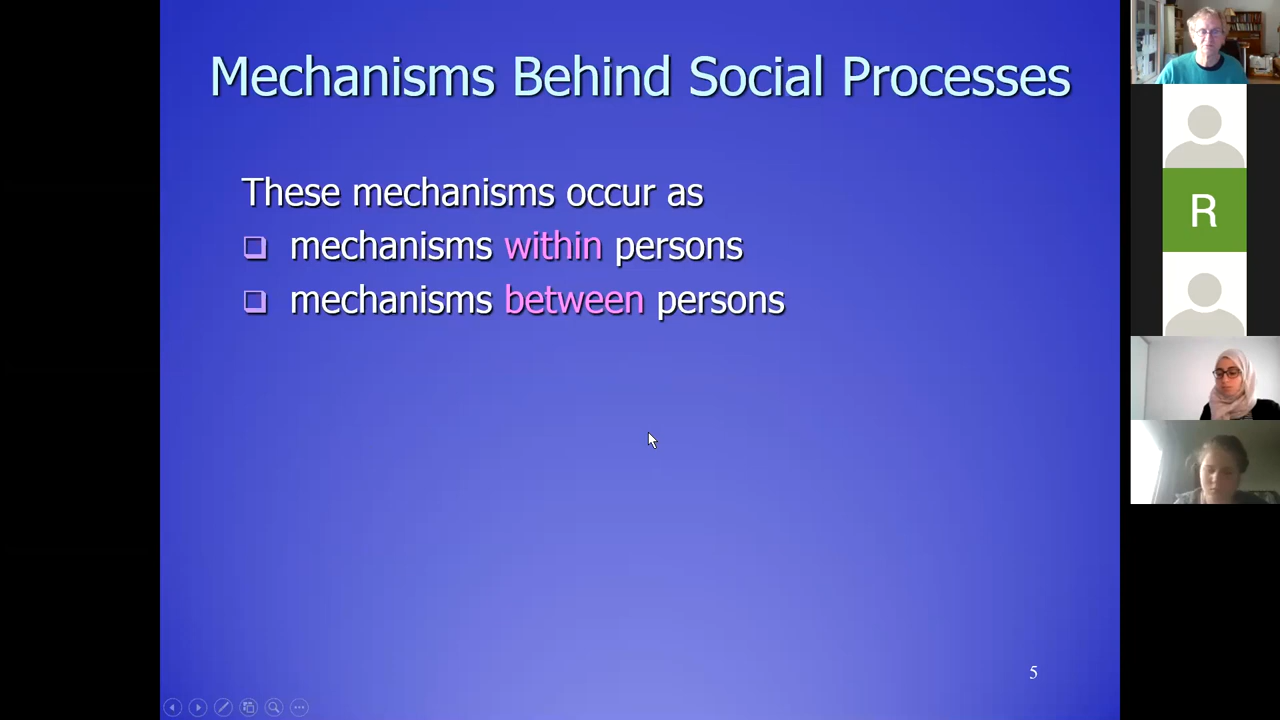 Mechanisms Behind Social Processes
These mechanisms occur as
mechanisms within persons
mechanisms between persons
5
R